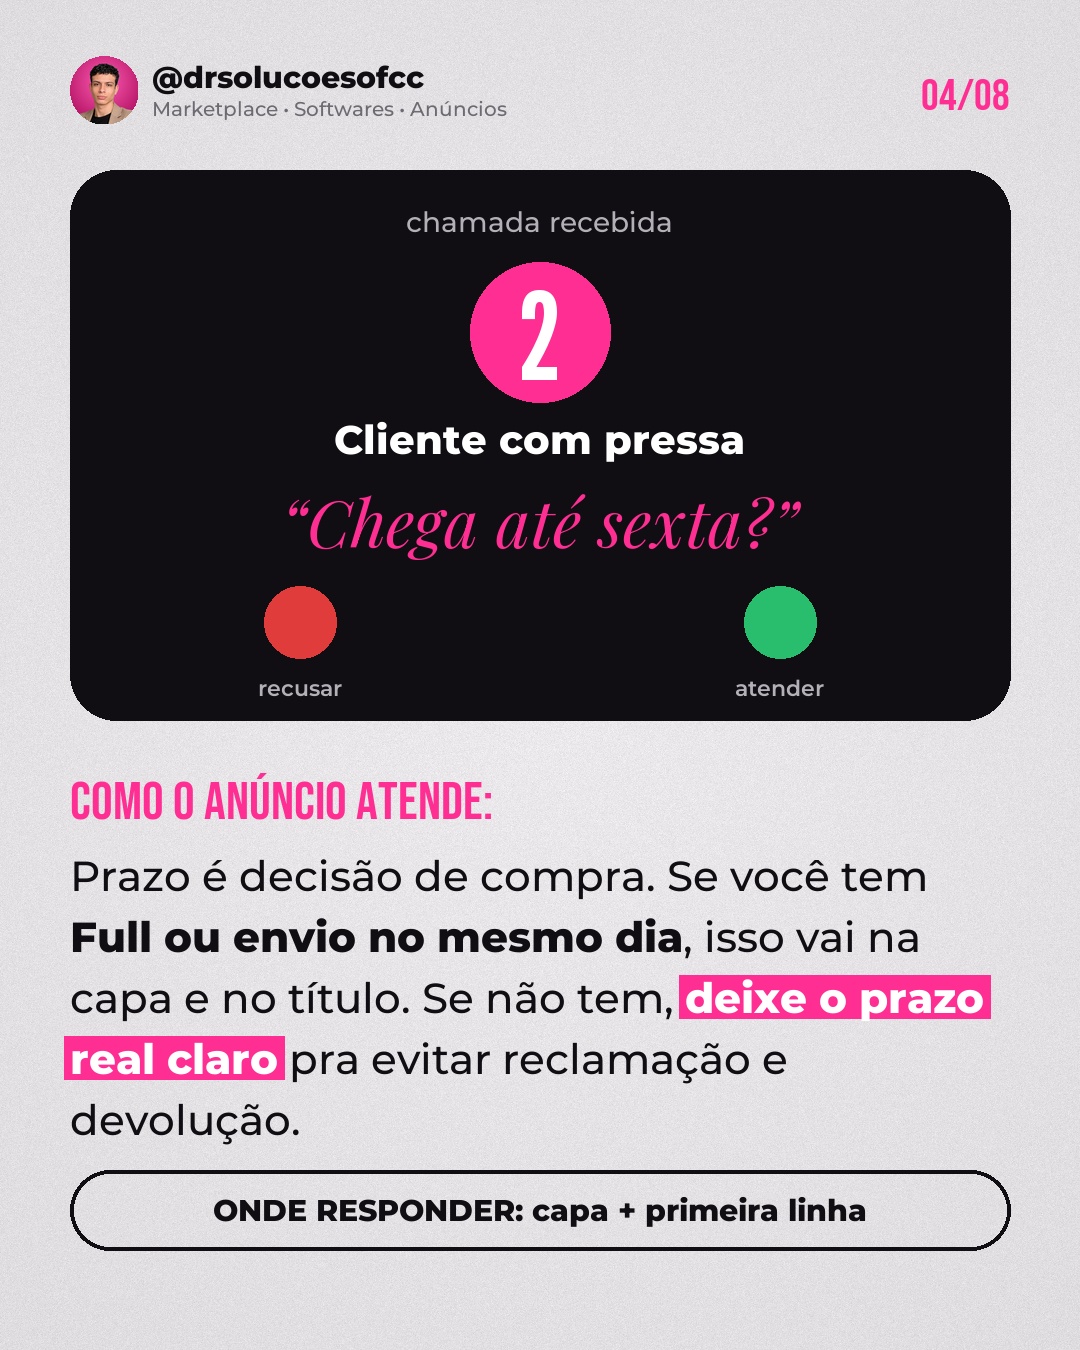 @drsolucoesofcc
Marketplace • Softwares • Anúncios
04/08
chamada recebida
2
Cliente com pressa
“Chega até sexta?”
recusar
atender
COMO O ANÚNCIO ATENDE:
Prazo é decisão de compra. Se você tem
Full ou envio no mesmo dia, isso vai na
capa e no título. Se não tem, deixe o prazo
real claro pra evitar reclamação e
devolução.
ONDE RESPONDER: capa + primeira linha